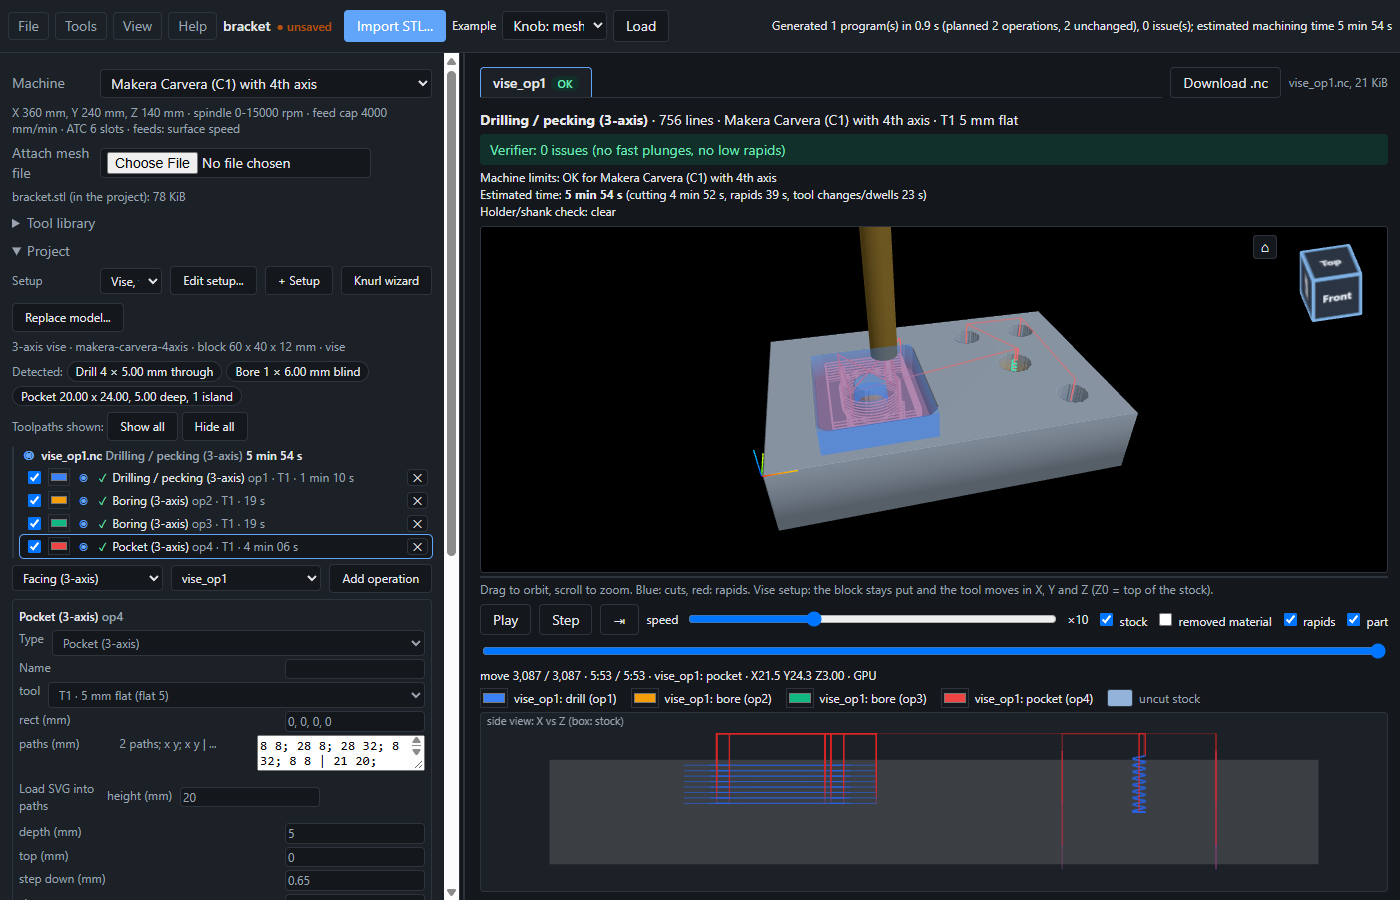 File Tools View Help bracket • unsaved Import STL... Example Knob: mesh Load Generated 1 program(s) in 0.9 s (planned 2 operations, 2 unchanged), 0 issue(s); estimated machining time 5 min 54 s
Machine Makera Carvera (C1) with 4th axis
X 360 mm, Y 240 mm, Z 140 mm · spindle 0-15000 rpm · feed cap 4000
mm/min · ATC 6 slots · feeds: surface speed
Attach mesh
file
Choose File No file chosen
bracket.stl (in the project): 78 KiB
Tool library
Project
Setup Vise, Edit setup... + Setup Knurl wizard
Replace model...
3-axis vise · makera-carvera-4axis · block 60 x 40 x 12 mm · vise
Detected: Drill 4 × 5.00 mm through Bore 1 × 6.00 mm blind
Pocket 20.00 x 24.00, 5.00 deep, 1 island
Toolpaths shown: Show all Hide all
vise_op1.nc Drilling / pecking (3-axis) 5 min 54 s
✓ Drilling / pecking (3-axis) op1 · T1 · 1 min 10 s ✕
✓ Boring (3-axis) op2 · T1 · 19 s ✕
✓ Boring (3-axis) op3 · T1 · 19 s ✕
✓ Pocket (3-axis) op4 · T1 · 4 min 06 s ✕
Facing (3-axis) vise_op1 Add operation
Pocket (3-axis) op4
Type Pocket (3-axis)
Name
tool T1 · 5 mm flat (flat 5)
rect (mm) 0, 0, 0, 0
paths (mm) 2 paths; x y; x y | ... 8 8; 28 8; 28 32; 8
32; 8 8 | 21 20;
Load SVG into
paths
height (mm) 20
depth (mm) 5
top (mm) 0
step down (mm) 0.65
vise_op1 OK Download .nc vise_op1.nc, 21 KiB
Drilling / pecking (3-axis) · 756 lines · Makera Carvera (C1) with 4th axis · T1 5 mm flat
Verifier: 0 issues (no fast plunges, no low rapids)
Machine limits: OK for Makera Carvera (C1) with 4th axis
Estimated time: 5 min 54 s (cutting 4 min 52 s, rapids 39 s, tool changes/dwells 23 s)
Holder/shank check: clear
Top
Front
Drag to orbit, scroll to zoom. Blue: cuts, red: rapids. Vise setup: the block stays put and the tool moves in X, Y and Z (Z0 = top of the stock).
Play Step ⇥ speed ×10 stock removed material rapids part
move 3,087 / 3,087 · 5:53 / 5:53 · vise_op1: pocket · X21.5 Y24.3 Z3.00 · GPU
vise_op1: drill (op1) vise_op1: bore (op2) vise_op1: bore (op3) vise_op1: pocket (op4) uncut stock
side view: X vs Z (box: stock)